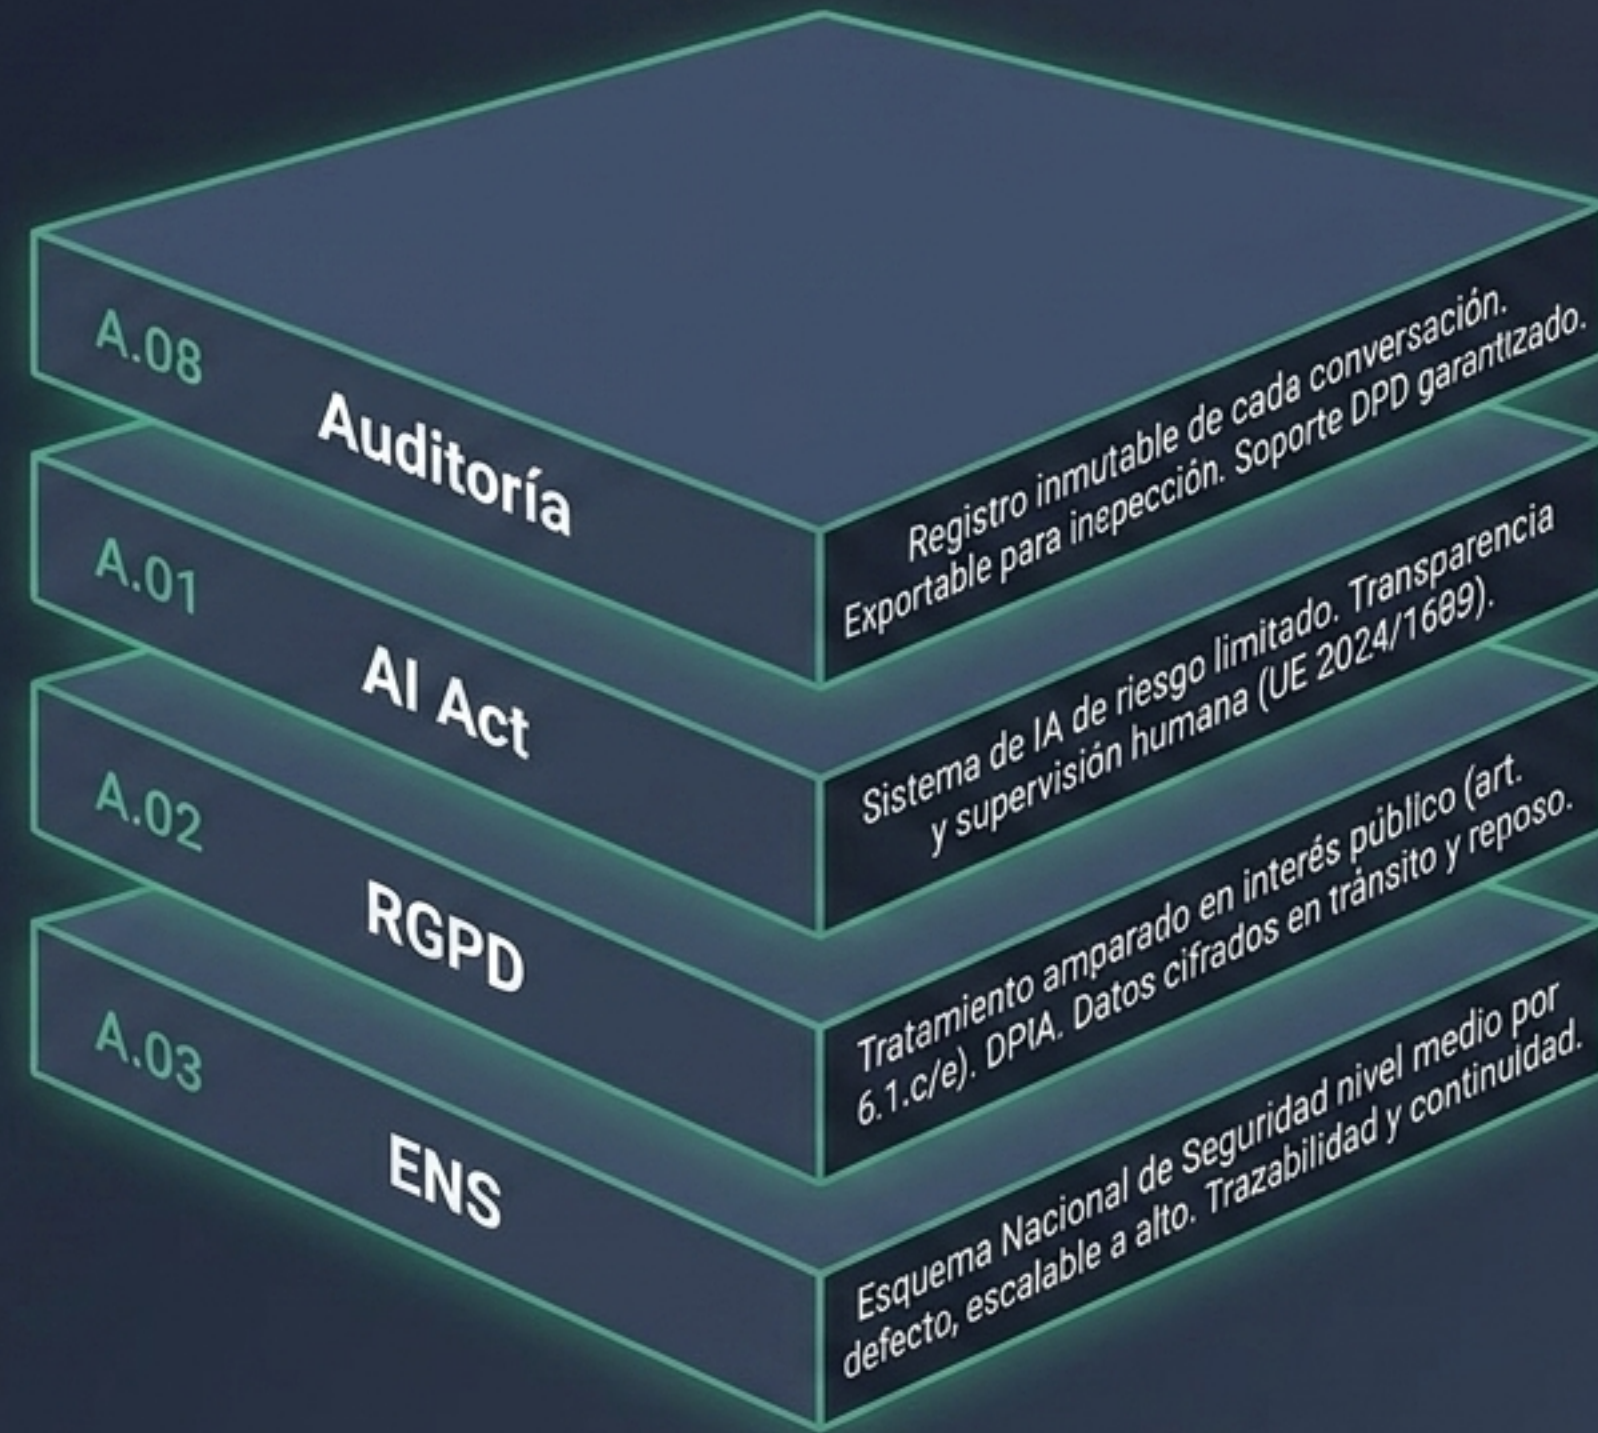 A.08
Auditoría
Registro inmutable de cada conversación.
Exportable para inepección. Soporte DPD garantizado.
A.01
AI Act
Sistema de IA de riesgo limitado. Transparencia
y supervisión humana (UE 2024/1689).
A.02
RGPD
Tratamiento amparado en interés público (art.
6.1.c/e). DPIA. Datos cifrados en tránsito y reposo.
A.03
ENS
Esquema Nacional de Seguridad nivel medio por
defecto, escalable a alto. Trazabilidad y continuidad.